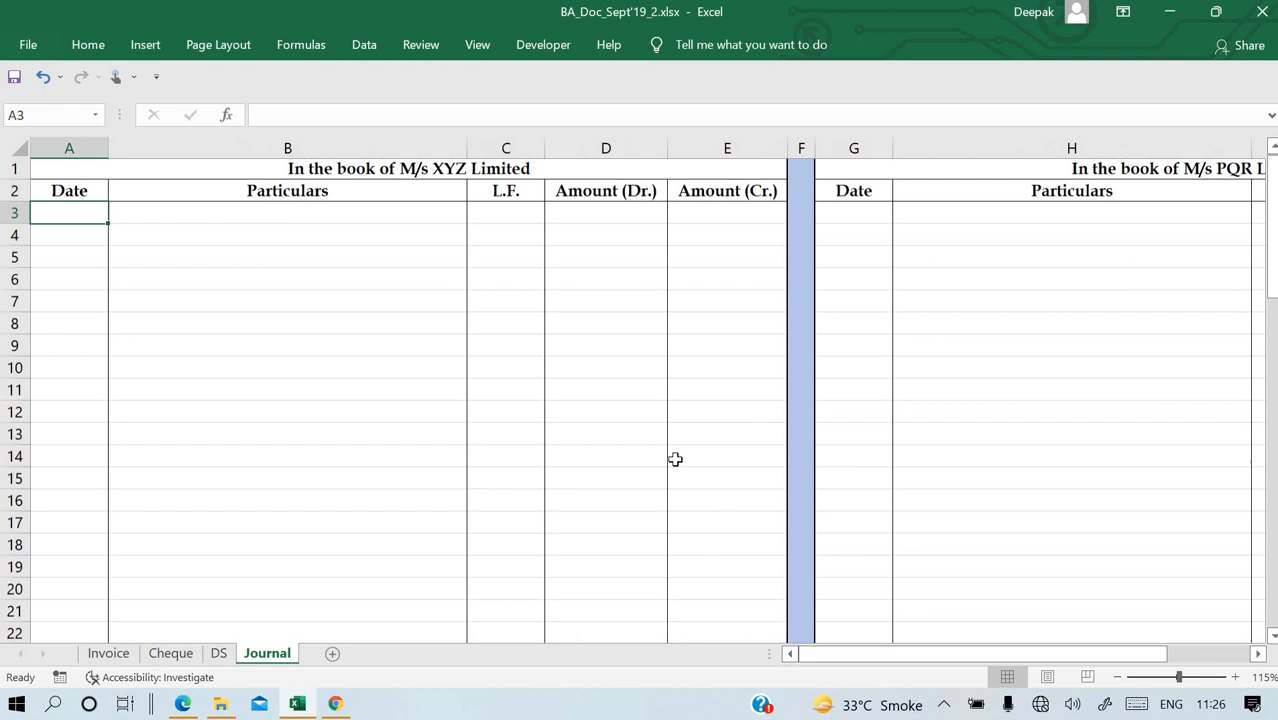 BA_Doc_Sept'19_2.xlsx - Excel
Deepak
File Home Insert Page Layout Formulas Data Review View Developer Help Tell me what you want to do Share
A3 fx
A B C D E F G H
1 In the book of M/s XYZ Limited In the book of M/s PQR L
2 Date Particulars L.F. Amount (Dr.) Amount (Cr.) Date Particulars
3
4
5
6
7
8
9
10
11
12
13
14
15
16
17
18
19
20
21
22
Invoice Cheque DS Journal
Ready Accessibility: Investigate 115%
33°C Smoke ENG 11:26